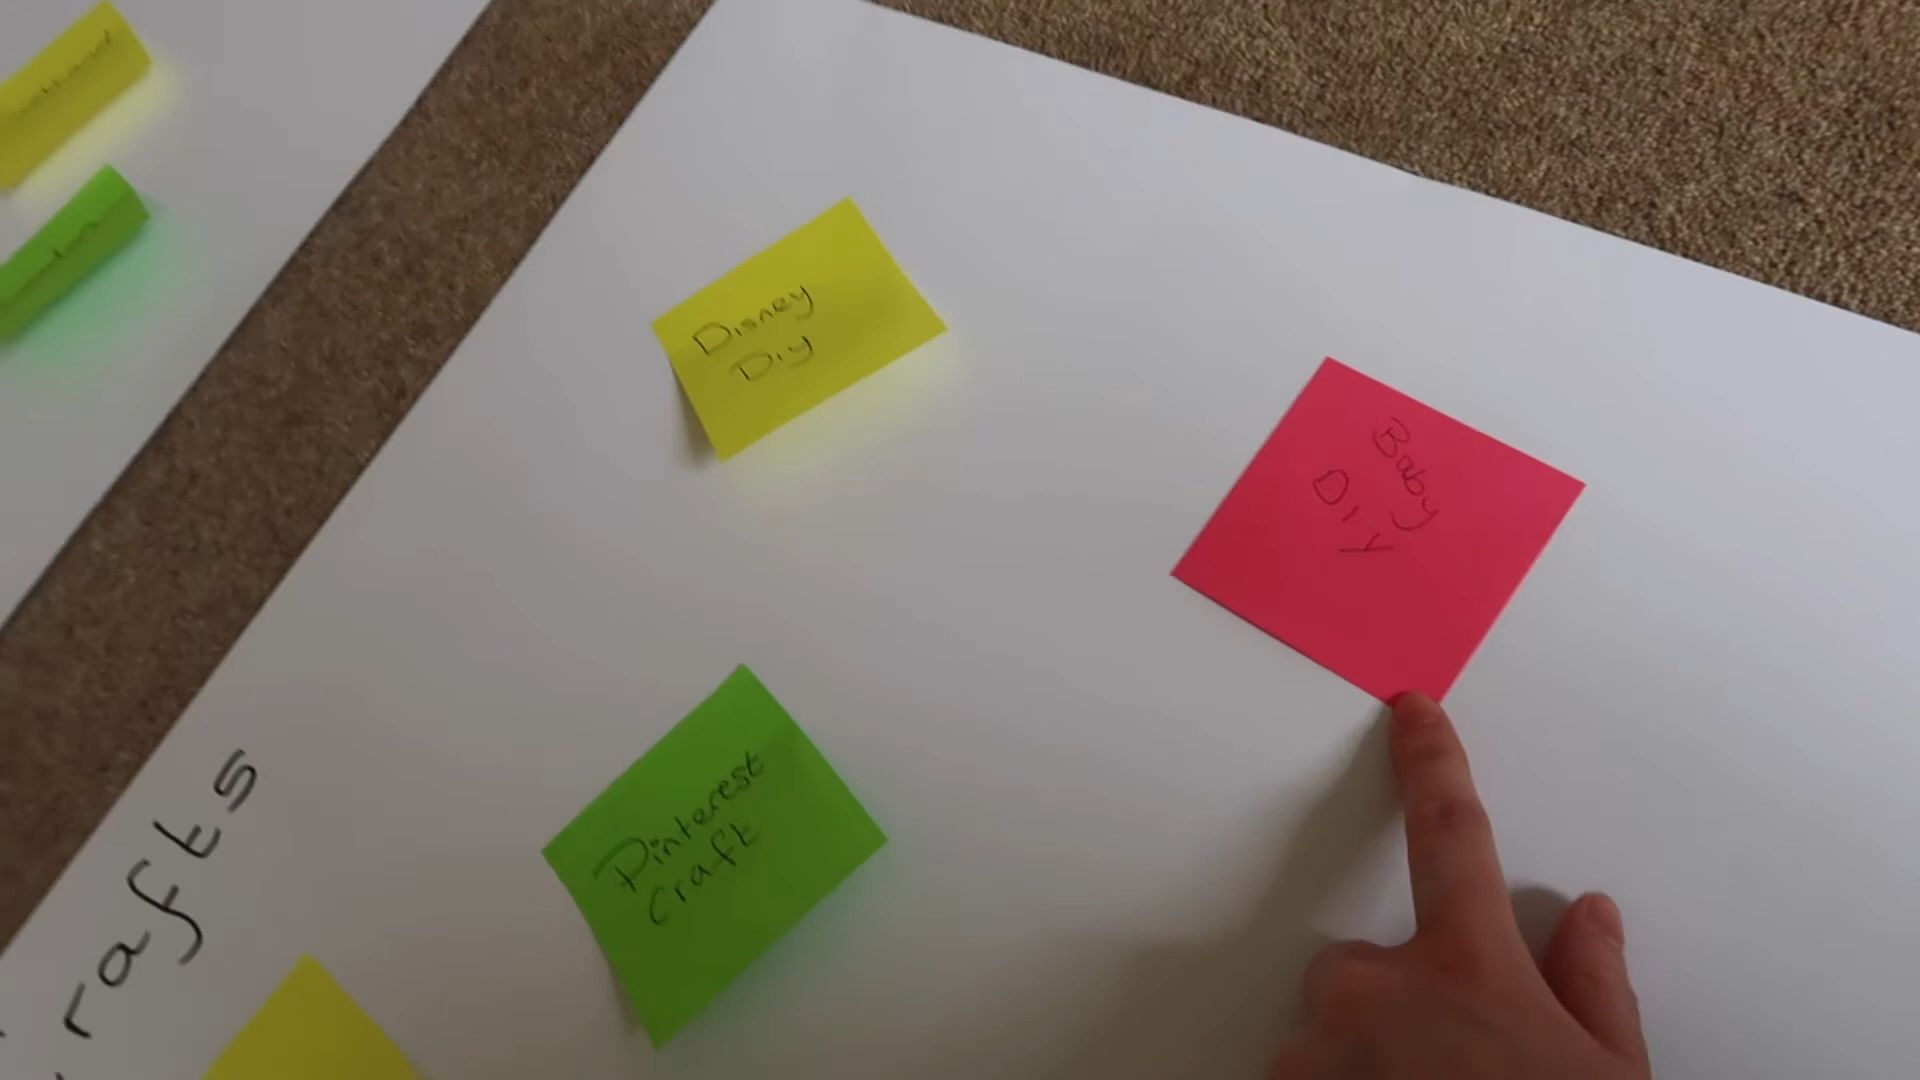 Disney
Diy
Baby
DIY
Pinterest
craft
rafts